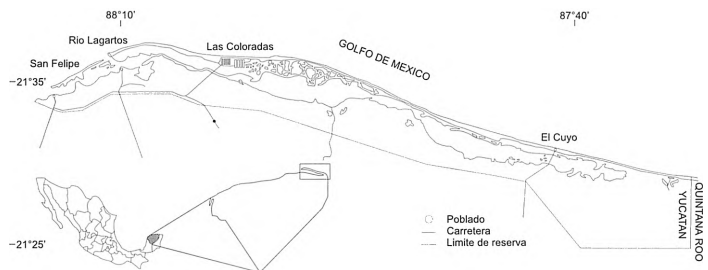 88°10' 87°40'
Rio Lagartos
Las Coloradas
GOLFO DE MEXICO
San Felipe
−21°35'
El Cuyo
QUINTANA ROO
YUCATAN
Poblado
Carretera
−21°25'
Limite de reserva